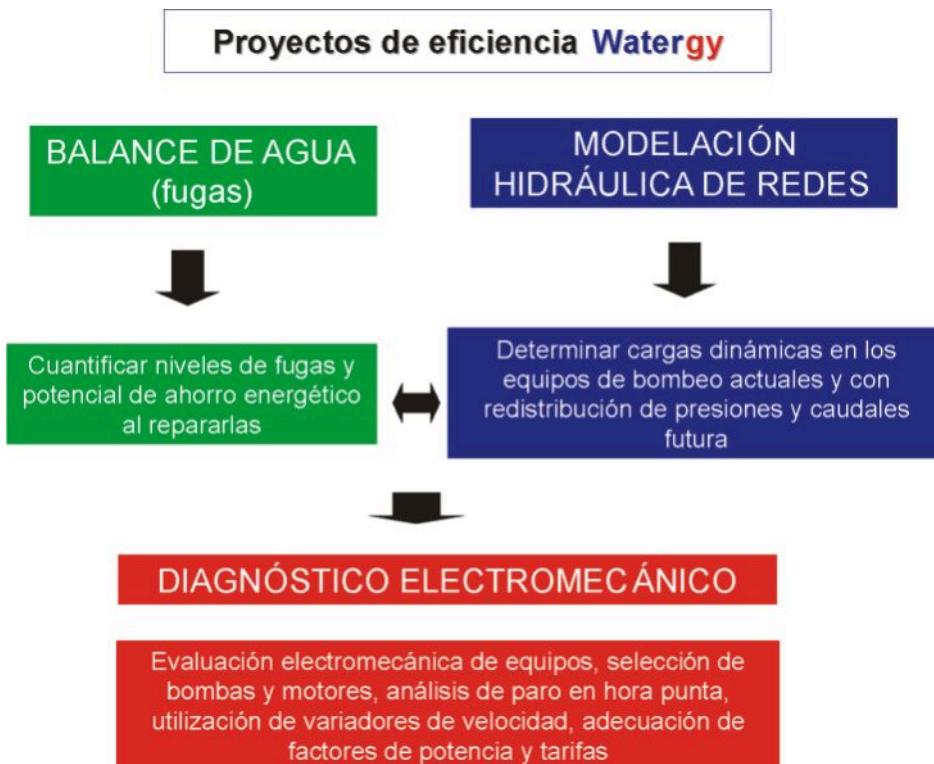 Proyectos de eficiencia Watergy
BALANCE DE AGUA
(fugas)
MODELACIÓN
HIDRÁULICA DE REDES
Cuantificar niveles de fugas y
potencial de ahorro energético
al repararlas
Determinar cargas dinámicas en los
equipos de bombeo actuales y con
redistribución de presiones y caudales
futura
DIAGNÓSTICO ELECTROMECÁNICO
Evaluación electromecánica de equipos, selección de
bombas y motores, análisis de paro en hora punta,
utilización de variadores de velocidad, adecuación de
factores de potencia y tarifas